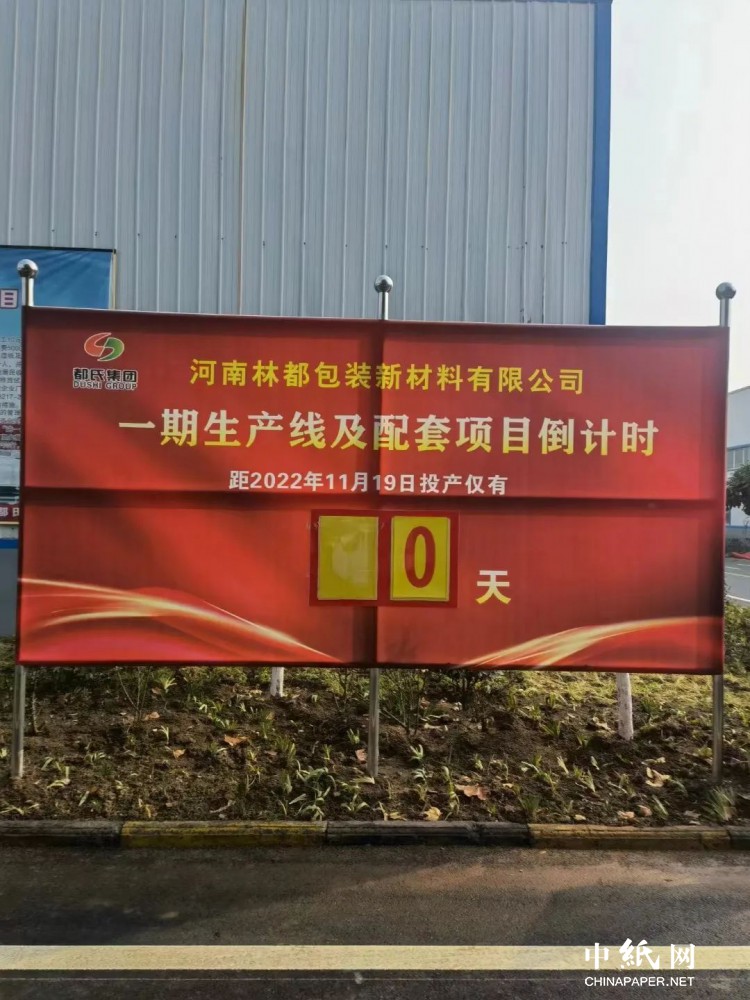 都氏集团
DUSHI GROUP
河南林都包装新材料有限公司
一期生产线及配套项目倒计时
距2022年11月19日投产仅有
0
天
中纸网
CHINAPAPER.NET